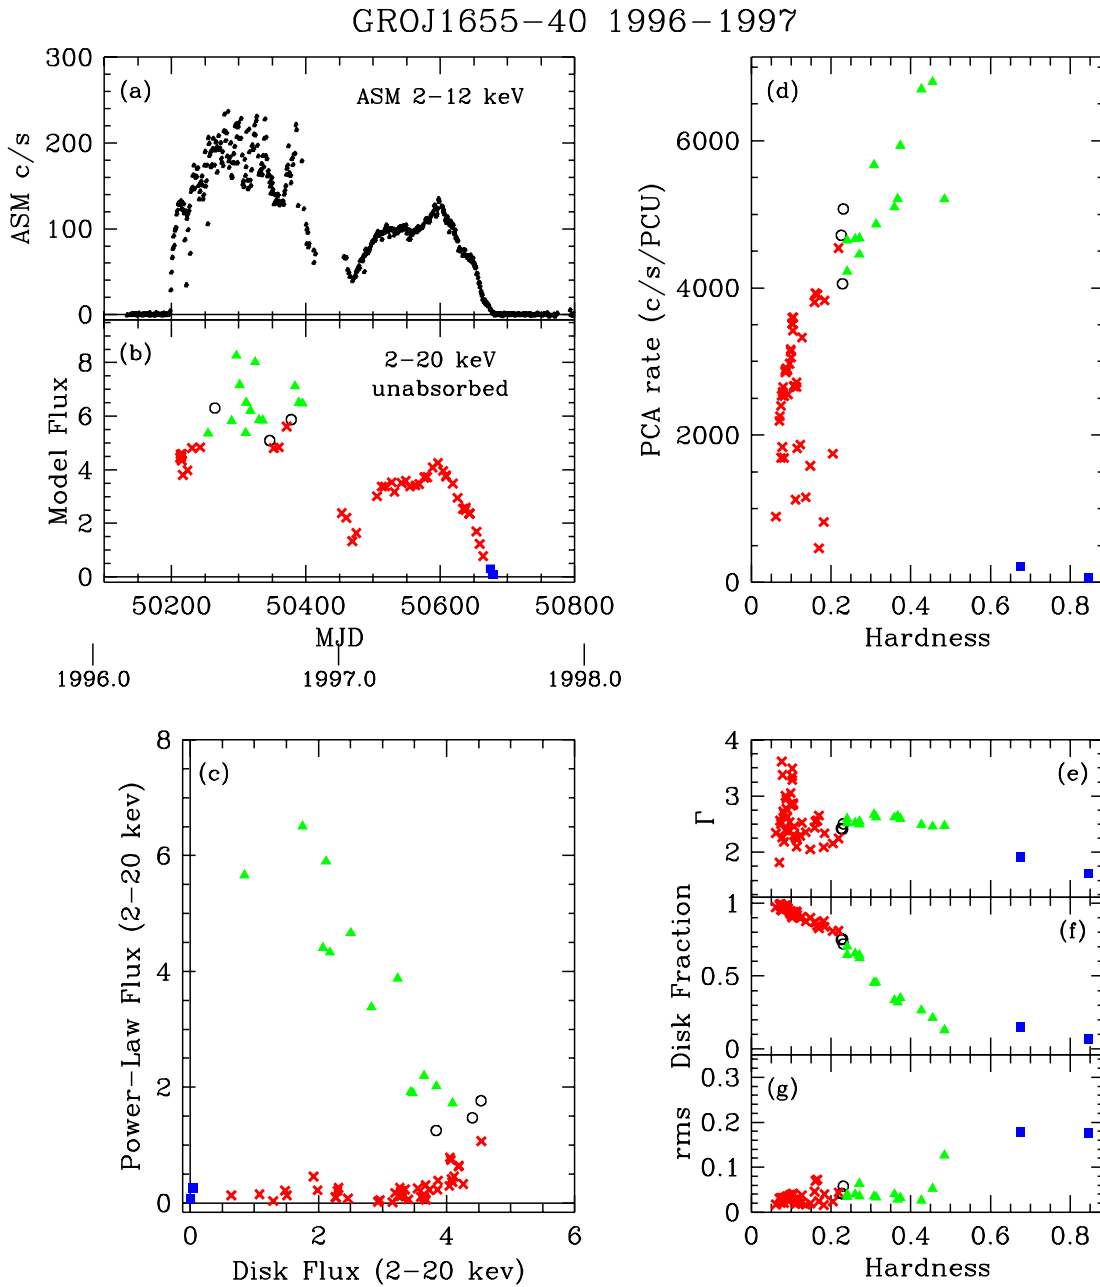 GROJ1655−40 1996−1997
(a)
ASM 2−12 keV
ASM c/s
300
200
100
0
(b)
2−20 keV
unabsorbed
Model Flux
8
6
4
2
0
50200 50400 50600 50800
MJD
1996.0 1997.0 1998.0
(d)
PCA rate (c/s/PCU)
6000
4000
2000
0
0 0.2 0.4 0.6 0.8
Hardness
(c)
Power−Law Flux (2−20 kev)
8
6
4
2
0
0 2 4 6
Disk Flux (2−20 kev)
(e)
Γ
4
3
2
(f)
Disk Fraction
1
0.5
0
(g)
rms
0.3
0.2
0.1
0
0 0.2 0.4 0.6 0.8
Hardness